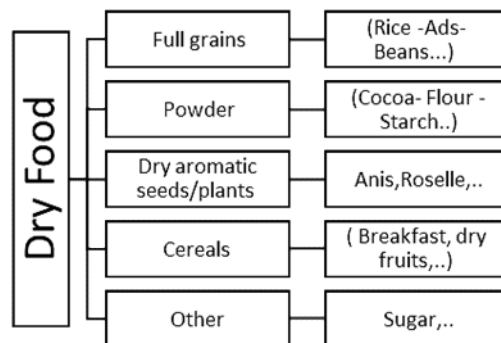 Dry Food
Full grains
(Rice -Ads-
Beans...)
Powder
(Cocoa- Flour -
Starch..)
Dry aromatic
seeds/plants
Anis,Roselle,..
Cereals
( Breakfast, dry
fruits,..)
Other
Sugar,..